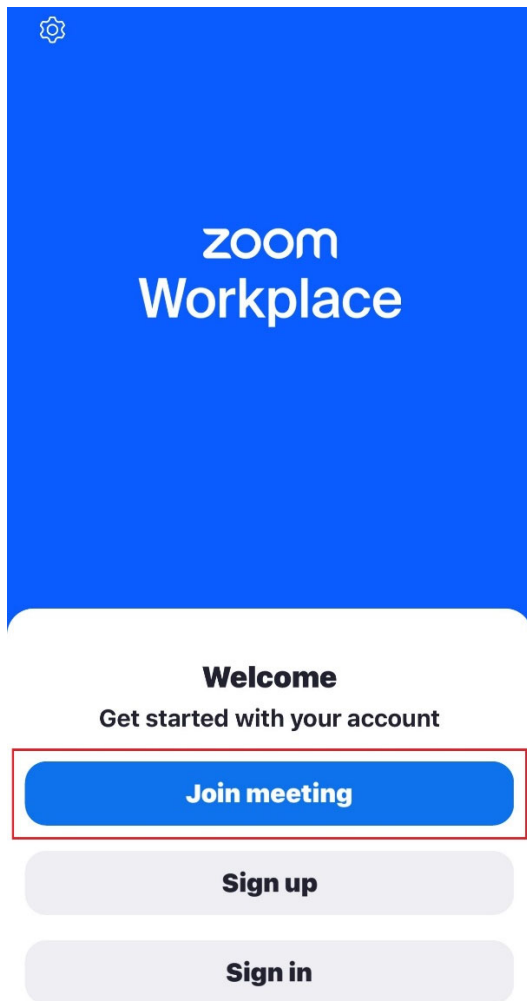 zoom
Workplace
Welcome
Get started with your account
Join meeting
Sign up
Sign in